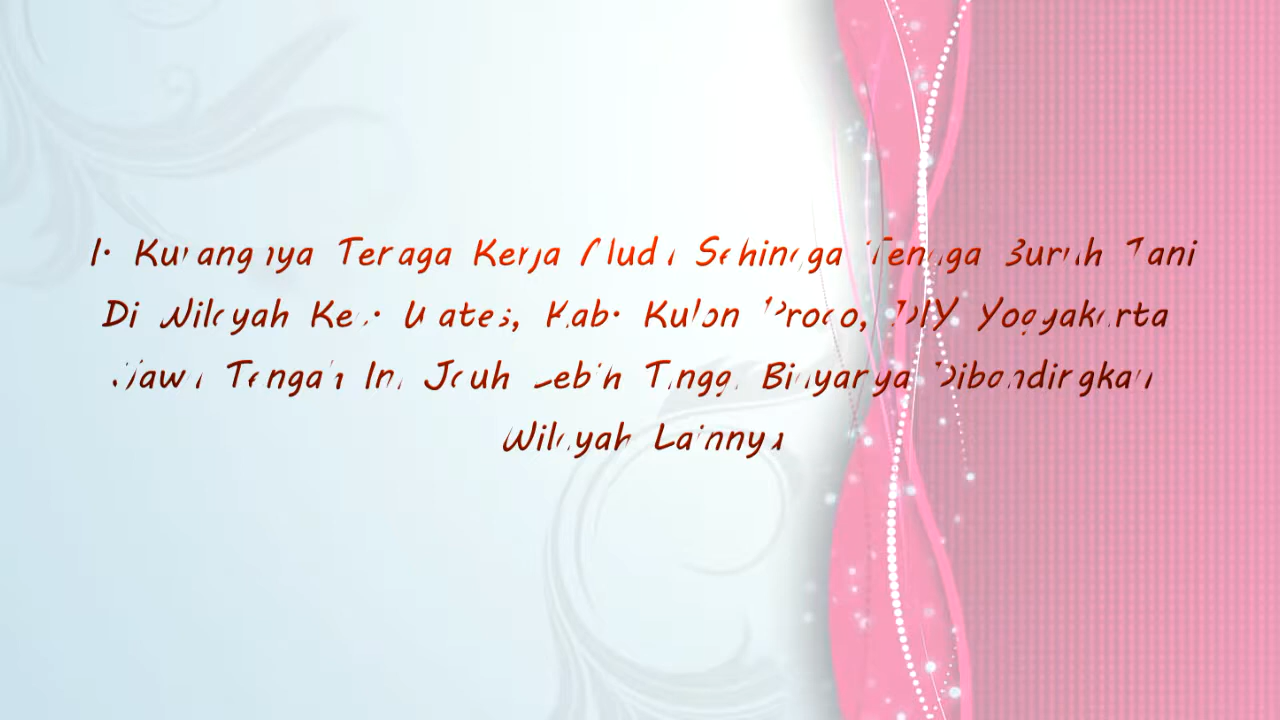 1. Kurangnya Tenaga Kerja Muda Sehingga Tenaga Buruh Tani
Di Wilayah Kec. Wates, Kab. Kulon Progo, DIY Yogyakarta
Jawa Tengah Ini Jauh Lebih Tinggi Biayanya Dibandingkan
Wilayah Lainnya